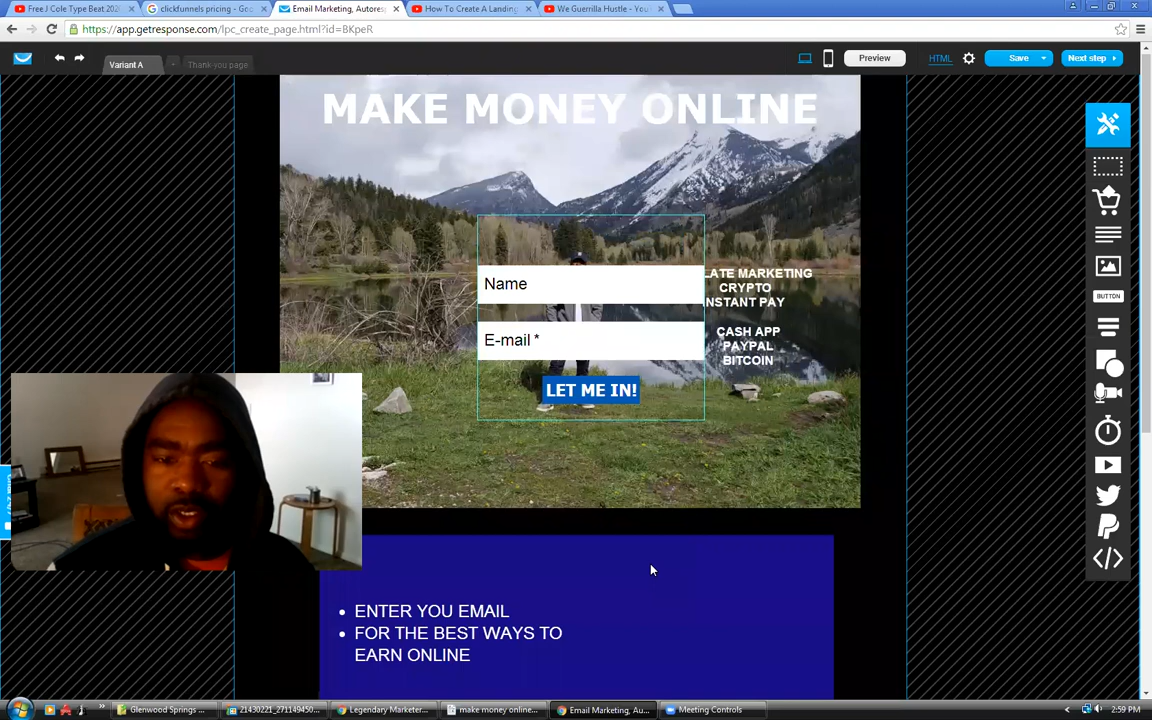 Free J Cole Type Beat 202
clickfunnels pricing - Goo
Email Marketing, Autores
How To Create A Landing
We Guerrilla Hustle - You
https://app.getresponse.com/lpc_create_page.html?id=BKpeR
Variant A
Thank-you page
Preview
HTML
Save
Next step
MAKE MONEY ONLINE
Name
LATE MARKETING
CRYPTO
INSTANT PAY
E-mail *
CASH APP
PAYPAL
BITCOIN
LET ME IN!
BUTTON
ENTER YOU EMAIL
FOR THE BEST WAYS TO
EARN ONLINE
Glenwood Springs ...
21430221_271149450...
Legendary Marketer...
make money online...
Email Marketing, Au...
Meeting Controls
2:59 PM